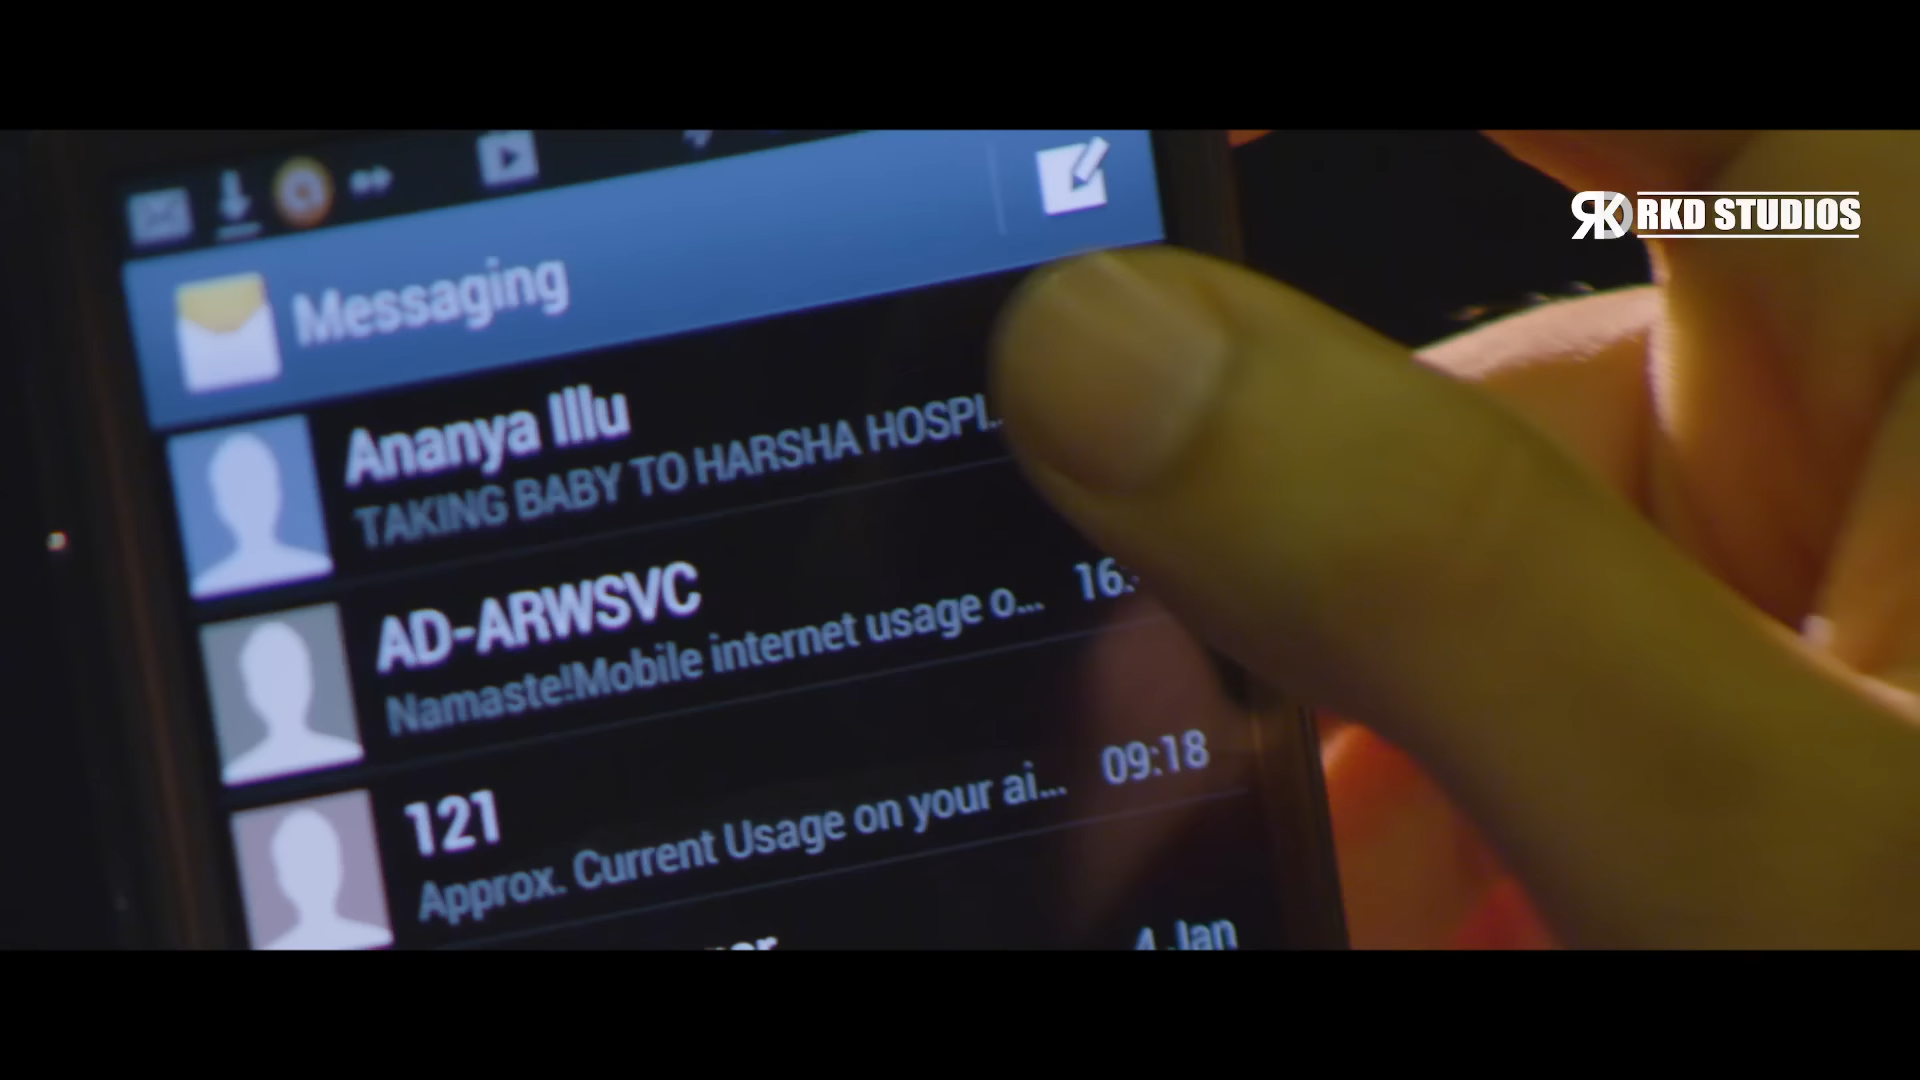 RKD STUDIOS
Messaging
Ananya Illu
TAKING BABY TO HARSHA HOSPI...
AD-ARWSVC
Namaste!Mobile internet usage o... 16:
121
Approx. Current Usage on your ai... 09:18
4 Jan